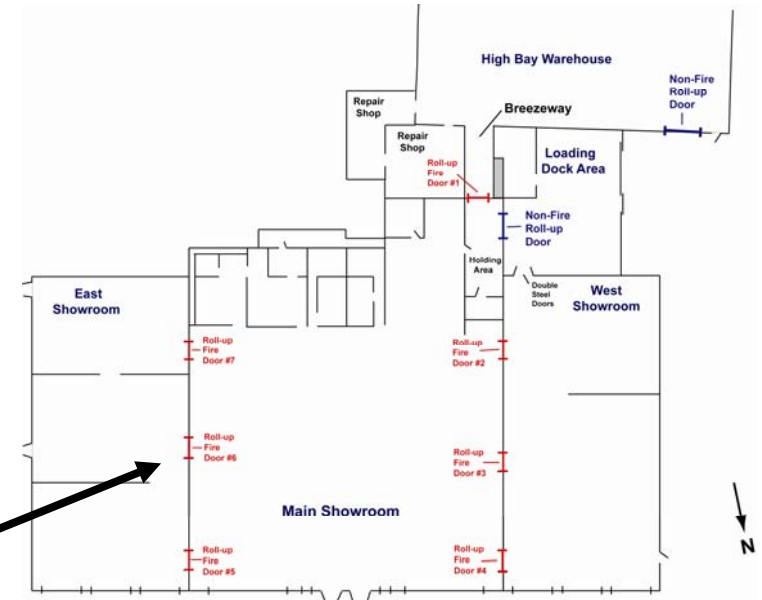 High Bay Warehouse
Non-Fire
Roll-up
Door
Repair
Shop
Breezeway
Repair
Shop
Loading
Dock Area
Roll-up
Fire
Door #1
Non-Fire
Roll-up
Door
Holding
Area
Double
Steel
Doors
East
Showroom
West
Showroom
Roll-up
Fire
Door #7
Roll-up
Fire
Door #2
Roll-up
Fire
Door #6
Roll-up
Fire
Door #3
Main Showroom
N
Roll-up
Fire
Door #5
Roll-up
Fire
Door #4